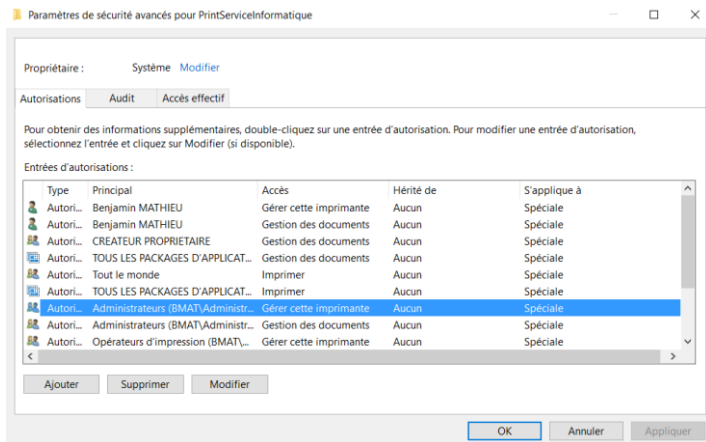 Paramètres de sécurité avancés pour PrintServiceInformatique
Propriétaire : Système Modifier
Autorisations Audit Accès effectif
Pour obtenir des informations supplémentaires, double-cliquez sur une entrée d'autorisation. Pour modifier une entrée d'autorisation,
sélectionnez l'entrée et cliquez sur Modifier (si disponible).
Entrées d'autorisations :
Type Principal Accès Hérité de S'applique à
Autori... Benjamin MATHIEU Gérer cette imprimante Aucun Spéciale
Autori... Benjamin MATHIEU Gestion des documents Aucun Spéciale
Autori... CREATEUR PROPRIETAIRE Gestion des documents Aucun Spéciale
Autori... TOUS LES PACKAGES D'APPLICAT... Gestion des documents Aucun Spéciale
Autori... Tout le monde Imprimer Aucun Spéciale
Autori... TOUS LES PACKAGES D'APPLICAT... Imprimer Aucun Spéciale
Autori... Administrateurs (BMAT\Administr... Gérer cette imprimante Aucun Spéciale
Autori... Administrateurs (BMAT\Administr... Gestion des documents Aucun Spéciale
Autori... Opérateurs d'impression (BMAT\... Gérer cette imprimante Aucun Spéciale
Ajouter Supprimer Modifier
OK Annuler Appliquer